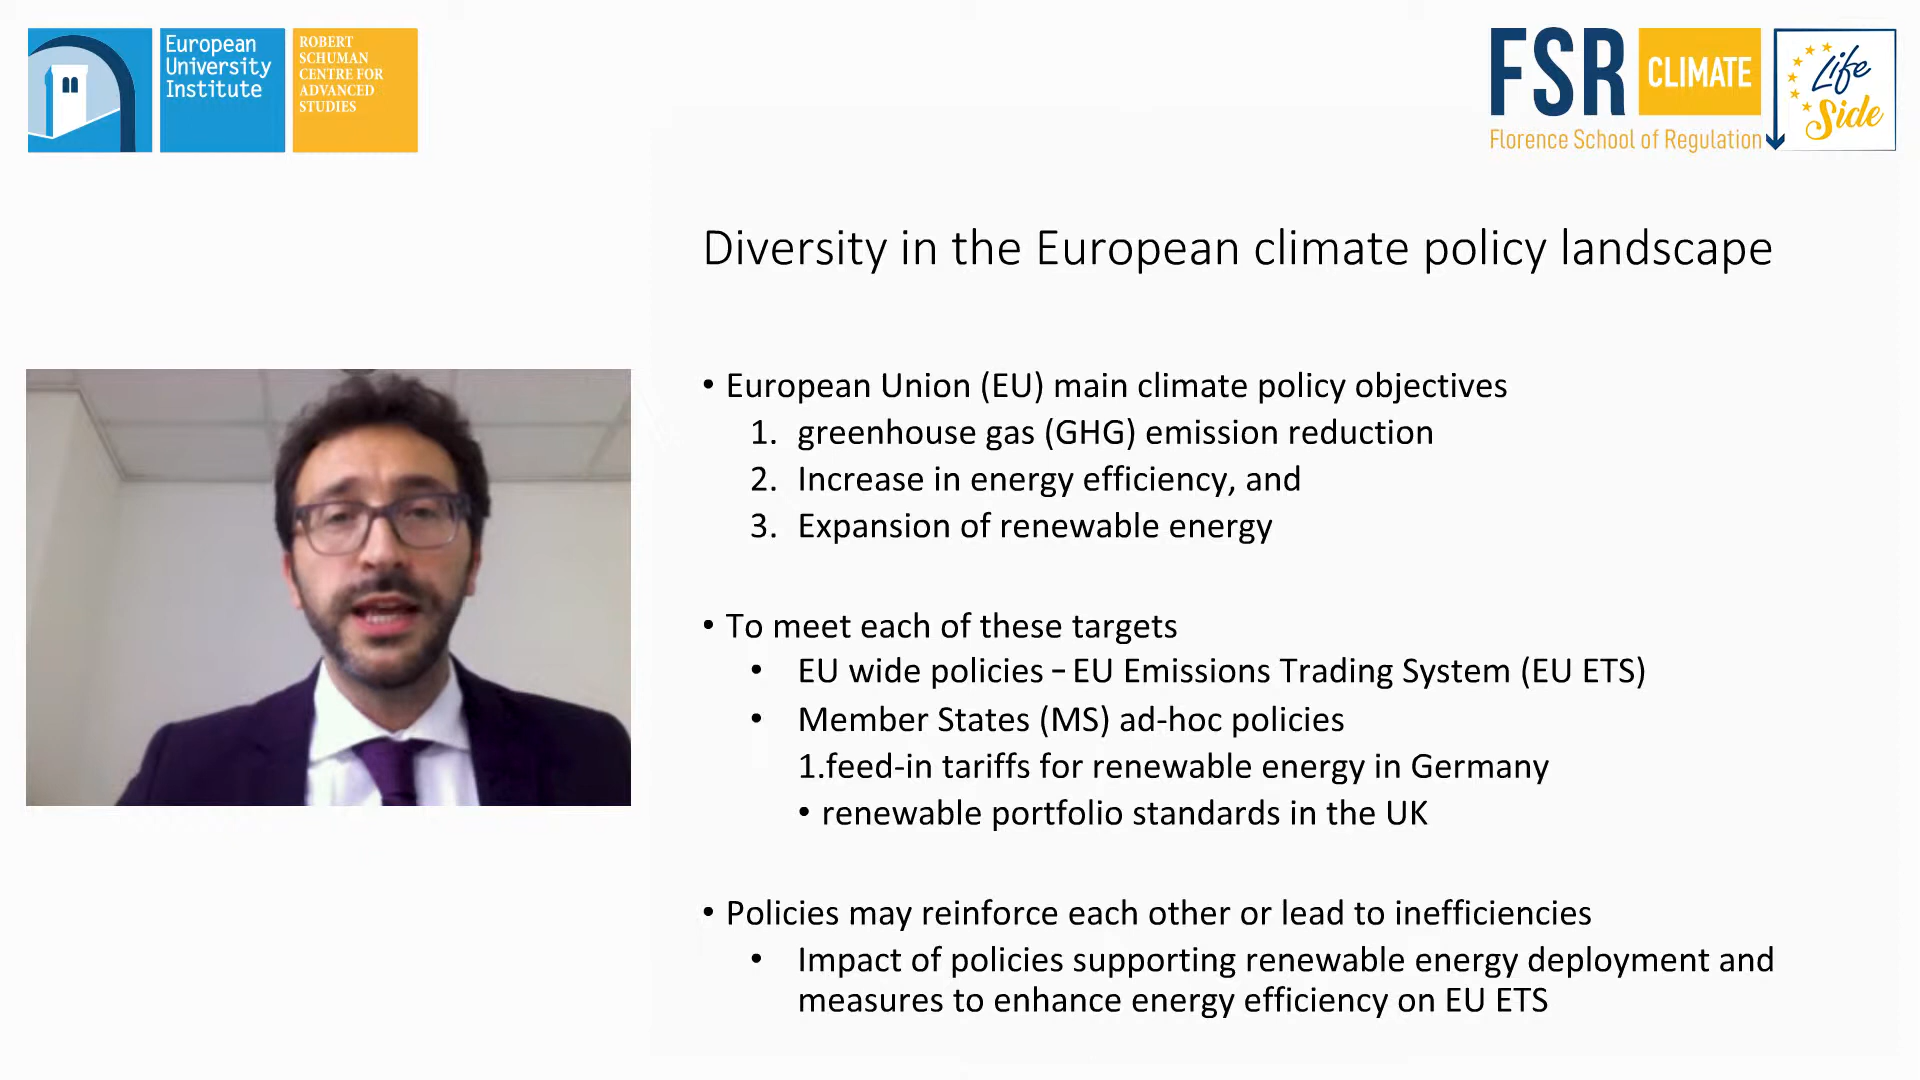 European
University
Institute
ROBERT
SCHUMAN
CENTRE FOR
ADVANCED
STUDIES
FSR CLIMATE
Florence School of Regulation
Life
Side
Diversity in the European climate policy landscape
• European Union (EU) main climate policy objectives
1. greenhouse gas (GHG) emission reduction
2. Increase in energy efficiency, and
3. Expansion of renewable energy
• To meet each of these targets
• EU wide policies – EU Emissions Trading System (EU ETS)
• Member States (MS) ad-hoc policies
1.feed-in tariffs for renewable energy in Germany
• renewable portfolio standards in the UK
• Policies may reinforce each other or lead to inefficiencies
• Impact of policies supporting renewable energy deployment and
measures to enhance energy efficiency on EU ETS